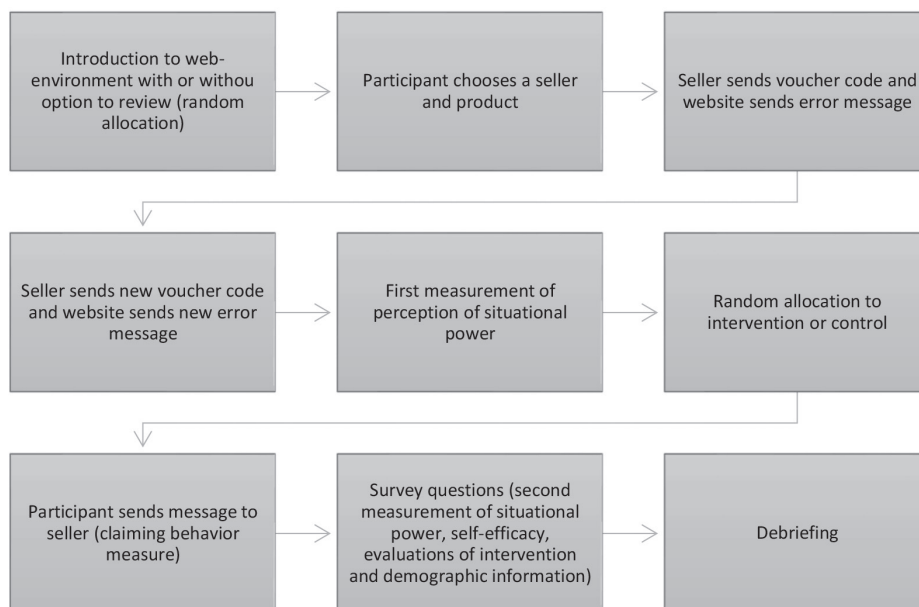 Introduction to web-
environment with or withou
option to review (random
allocation)
Participant chooses a seller
and product
Seller sends voucher code and
website sends error message
Seller sends new voucher code
and website sends new error
message
First measurement of
perception of situational
power
Random allocation to
intervention or control
Participant sends message to
seller (claiming behavior
measure)
Survey questions (second
measurement of situational
power, self-efficacy,
evaluations of intervention
and demographic information)
Debriefing